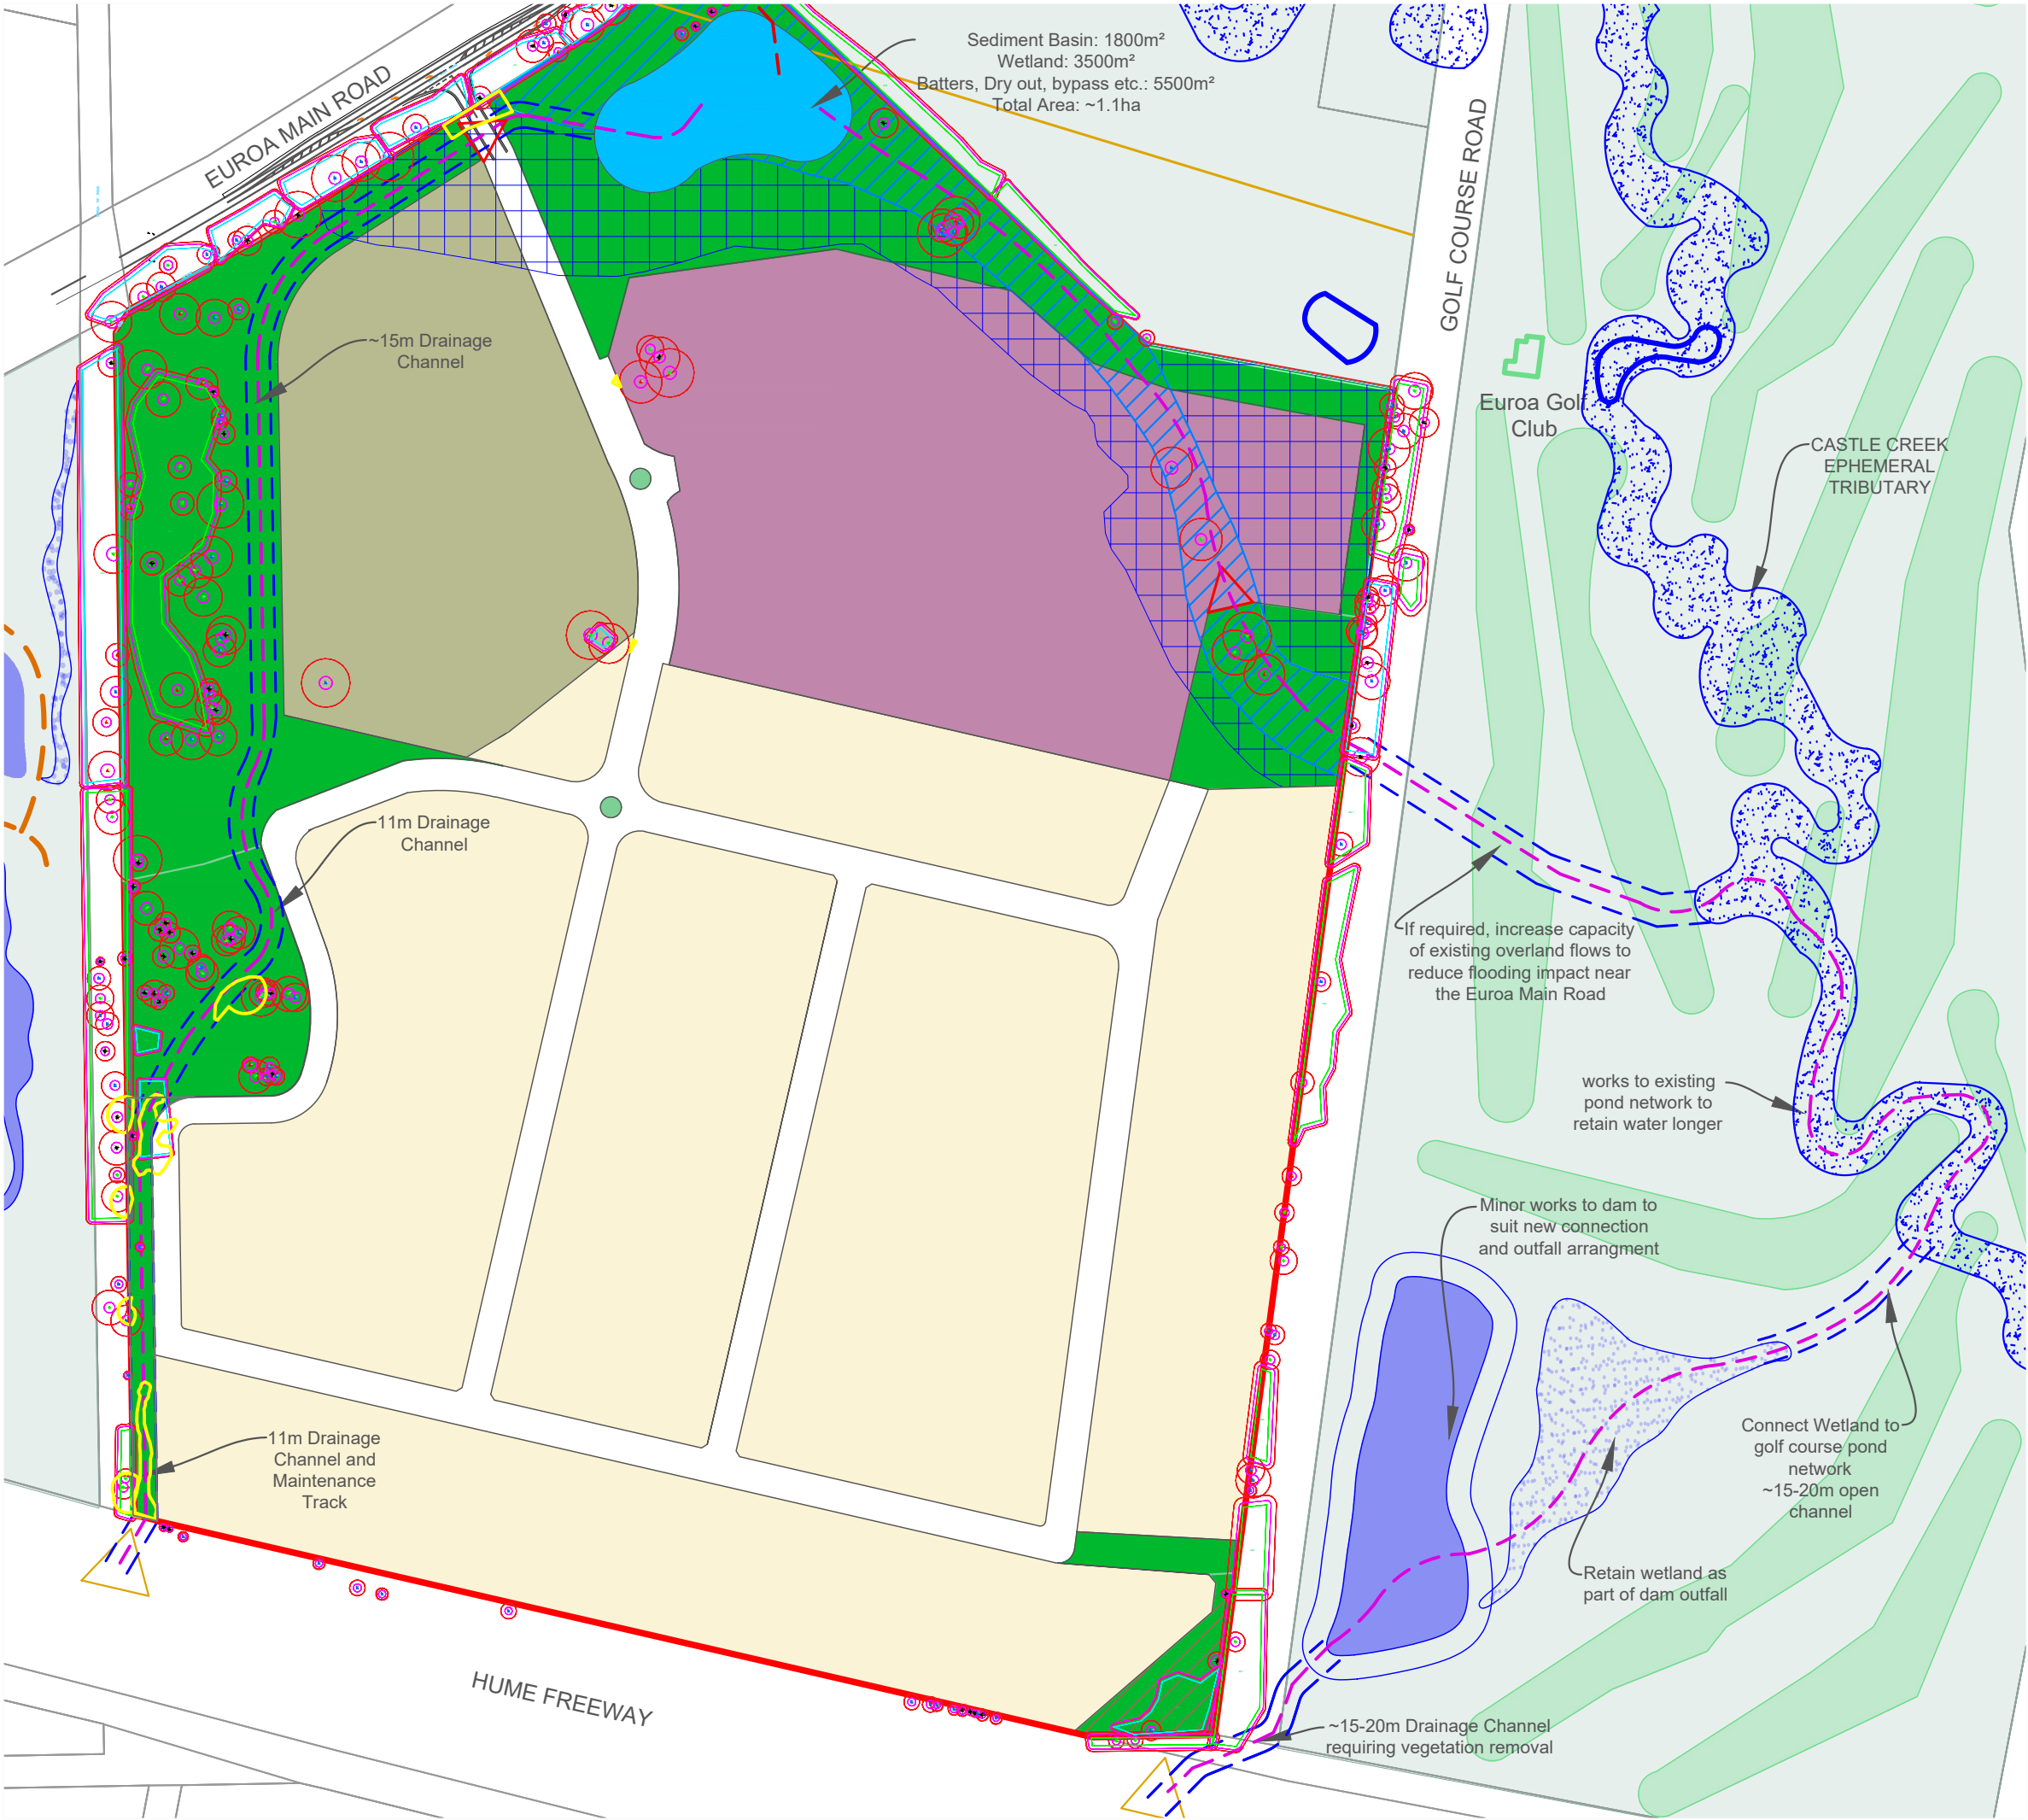 Sediment Basin: 1800m²
Wetland: 3500m²
Batters, Dry out, bypass etc.: 5500m²
Total Area: ~1.1ha
EUROA MAIN ROAD
GOLF COURSE ROAD
~15m Drainage
Channel
Euroa Golf
Club
CASTLE CREEK
EPHEMERAL
TRIBUTARY
11m Drainage
Channel
If required, increase capacity
of existing overland flows to
reduce flooding impact near
the Euroa Main Road
works to existing
pond network to
retain water longer
Minor works to dam to
suit new connection
and outfall arrangment
11m Drainage
Channel and
Maintenance
Track
Connect Wetland to
golf course pond
network
~15-20m open
channel
Retain wetland as
part of dam outfall
HUME FREEWAY
~15-20m Drainage Channel
requiring vegetation removal